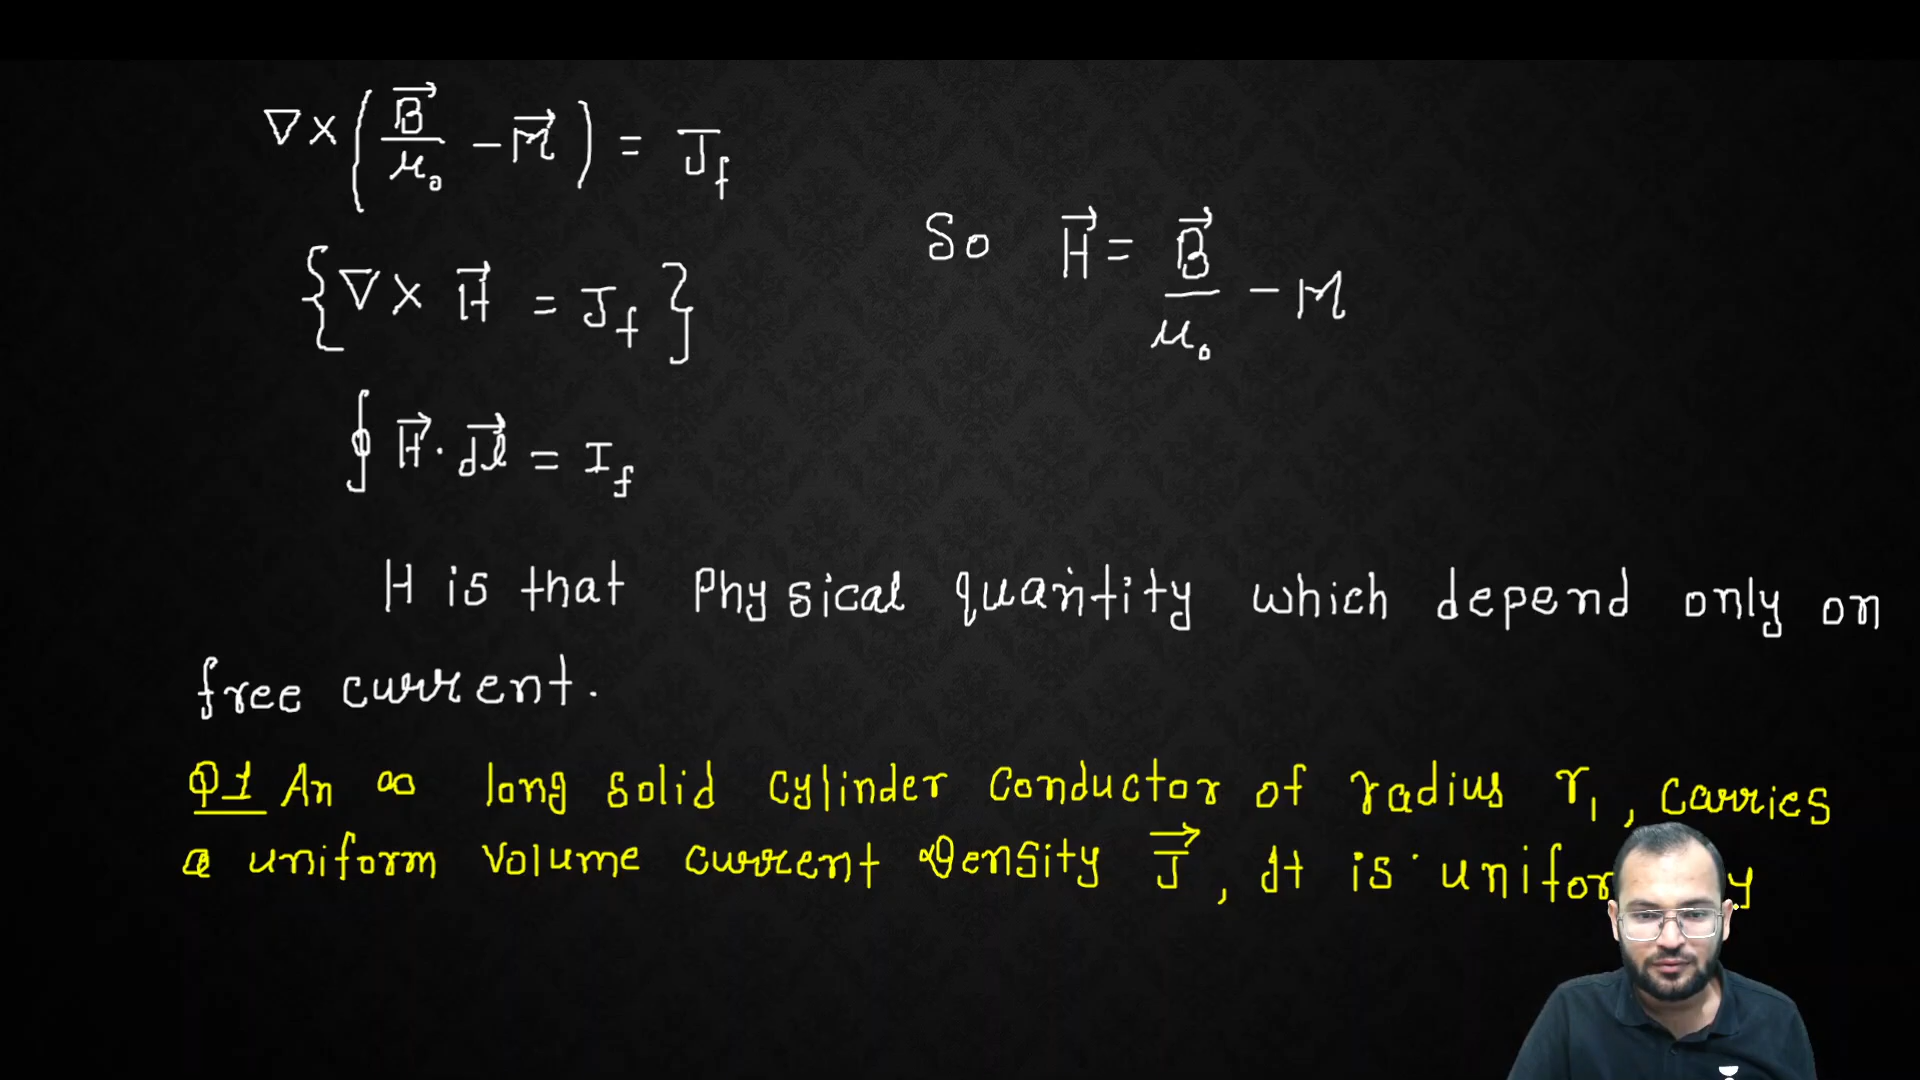 ∇×(B⃗/μ₀ − M⃗) = J_f
So H⃗ = B⃗/μ₀ − M
{∇× H⃗ = J_f}
∮ H⃗·dl⃗ = I_f
H is that Physical quantity which depend only on
free current.
Q1 An ∞ long solid cylinder conductor of radius r₁, carries
a uniform volume current density J⃗, It is